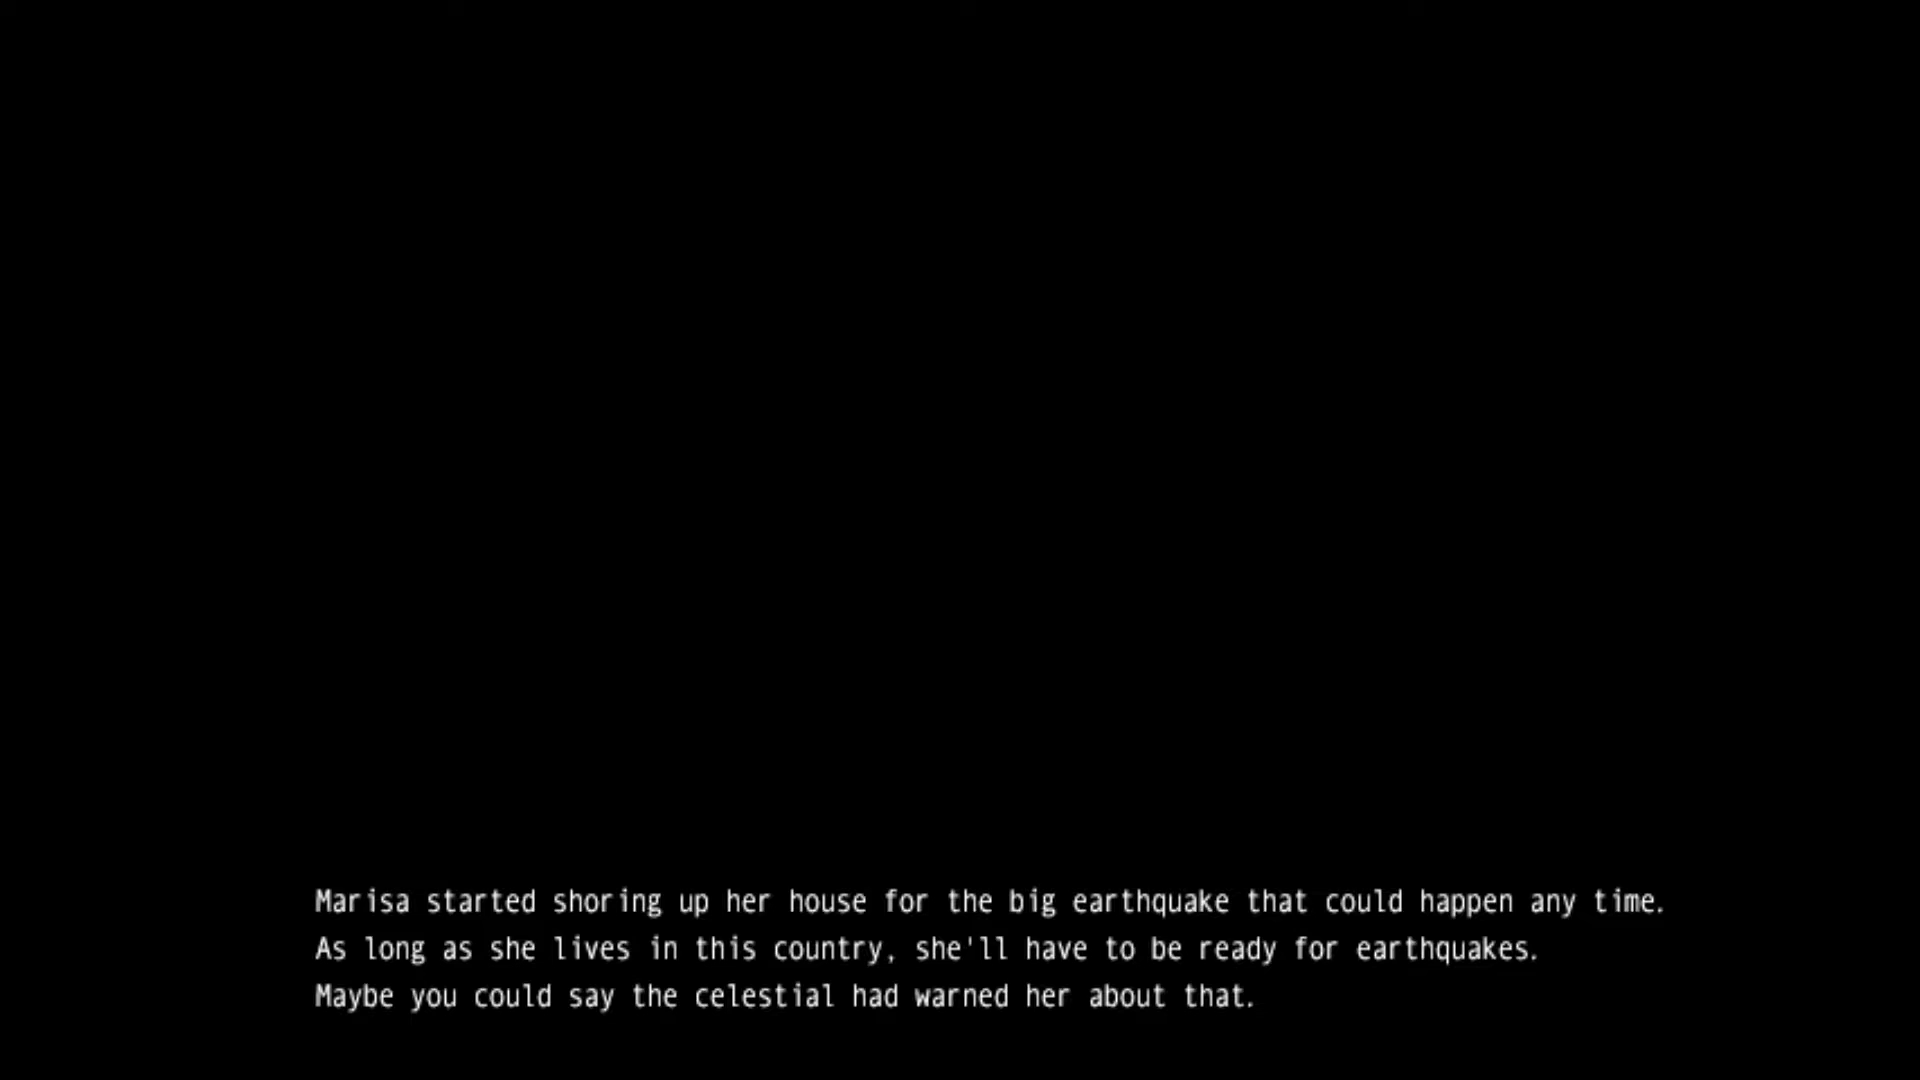 Marisa started shoring up her house for the big earthquake that could happen any time.
As long as she lives in this country, she'll have to be ready for earthquakes.
Maybe you could say the celestial had warned her about that.